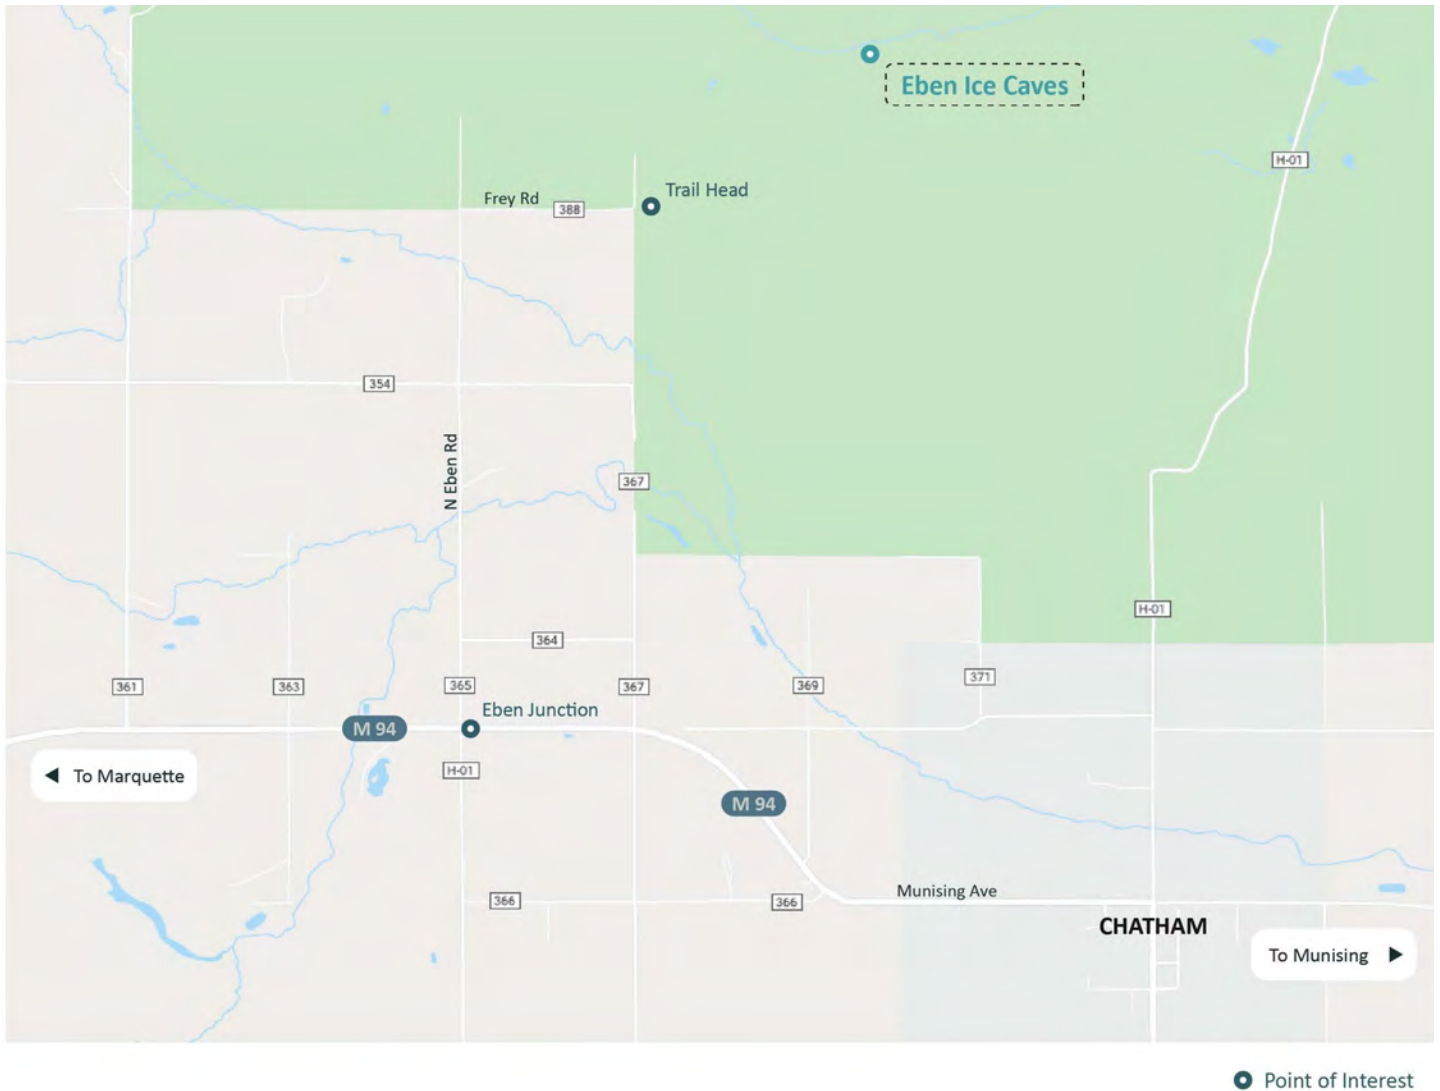 Eben Ice Caves
H-01
Trail Head
Frey Rd
388
354
N Eben Rd
367
H-01
364
361
363
365
367
369
371
Eben Junction
M 94
To Marquette
H-01
M 94
366
366
Munising Ave
CHATHAM
To Munising
Point of Interest